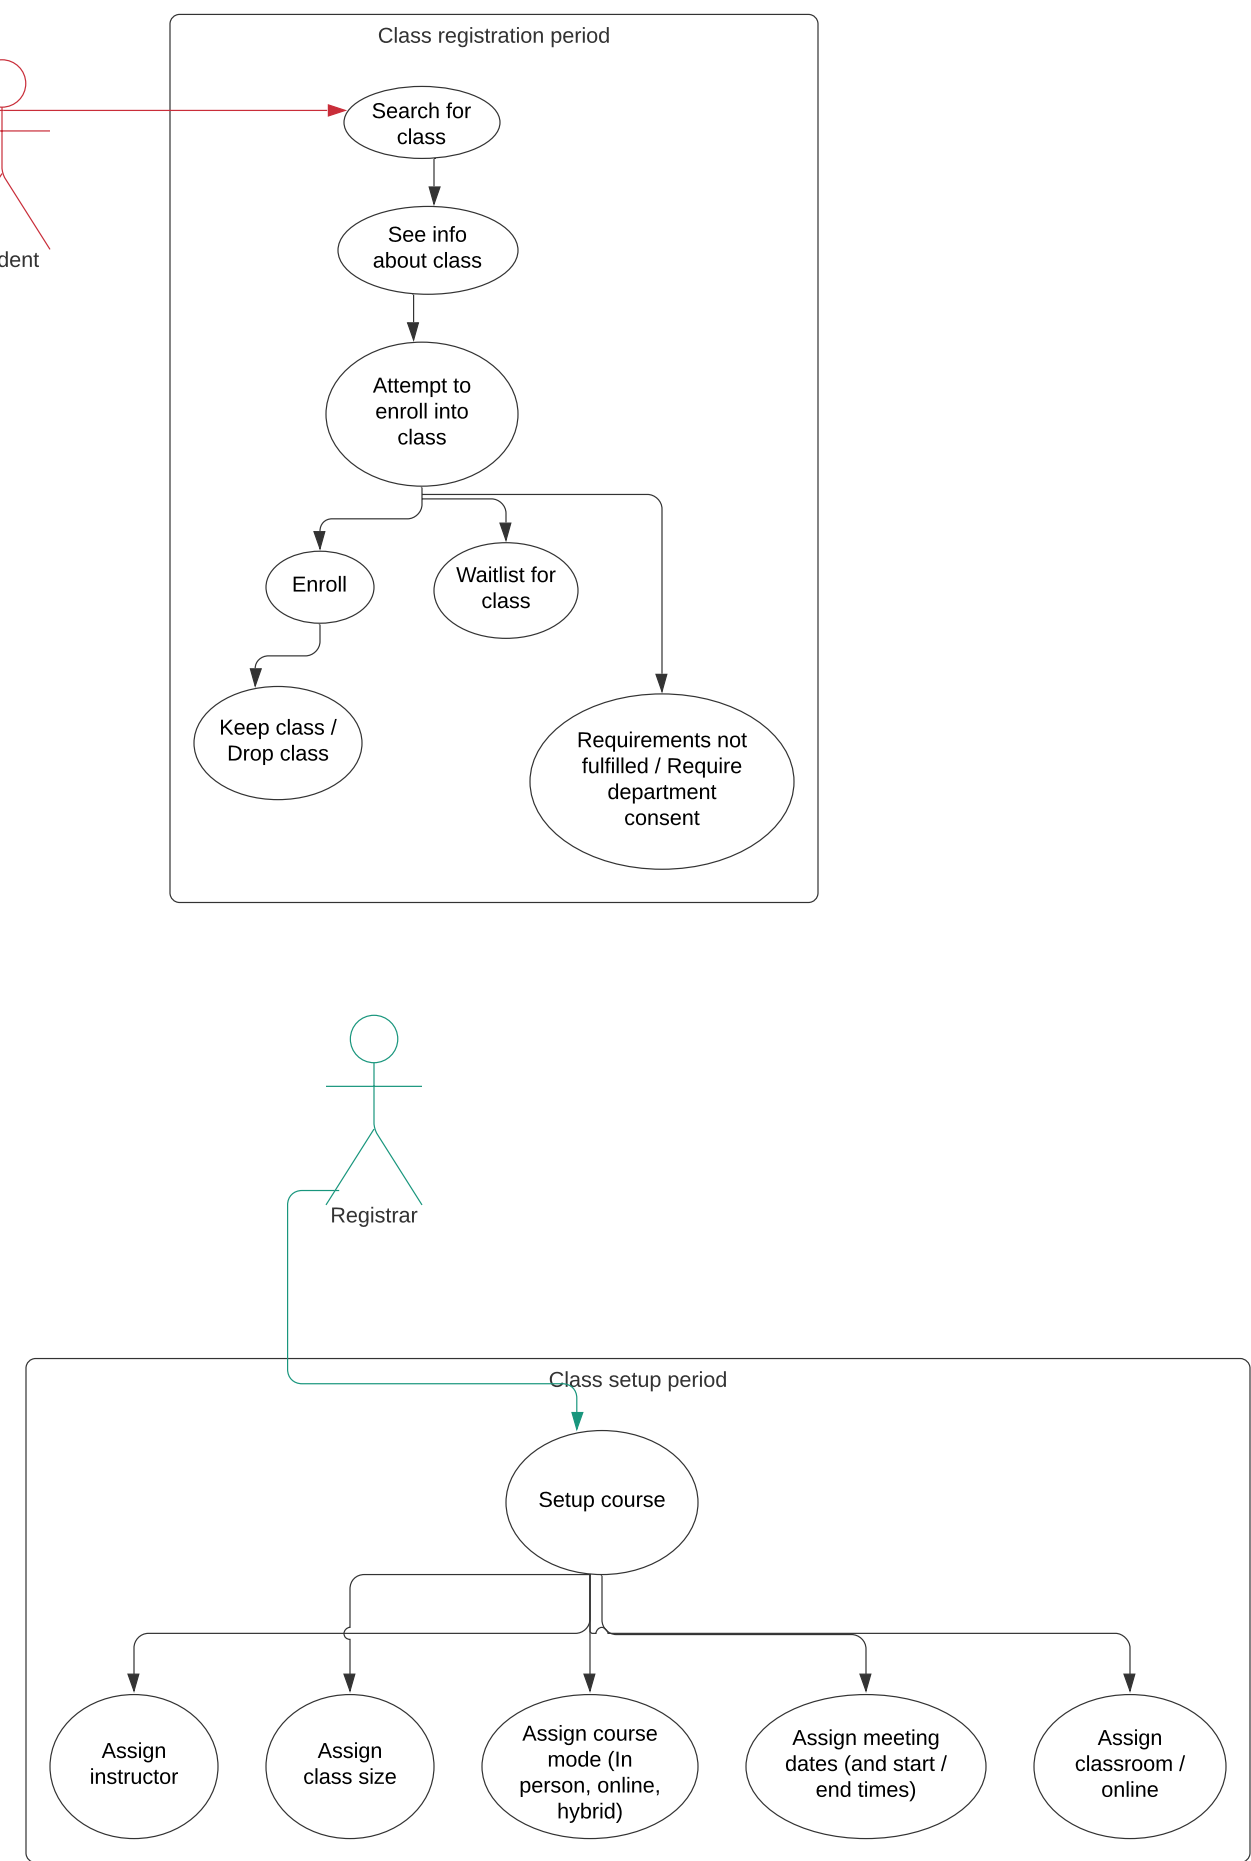 Class registration period
Search for
class
dent
See info
about class
Attempt to
enroll into
class
Enroll
Waitlist for
class
Keep class /
Drop class
Requirements not
fulfilled / Require
department
consent
Registrar
Class setup period
Setup course
Assign
instructor
Assign
class size
Assign course
mode (In
person, online,
hybrid)
Assign meeting
dates (and start /
end times)
Assign
classroom /
online